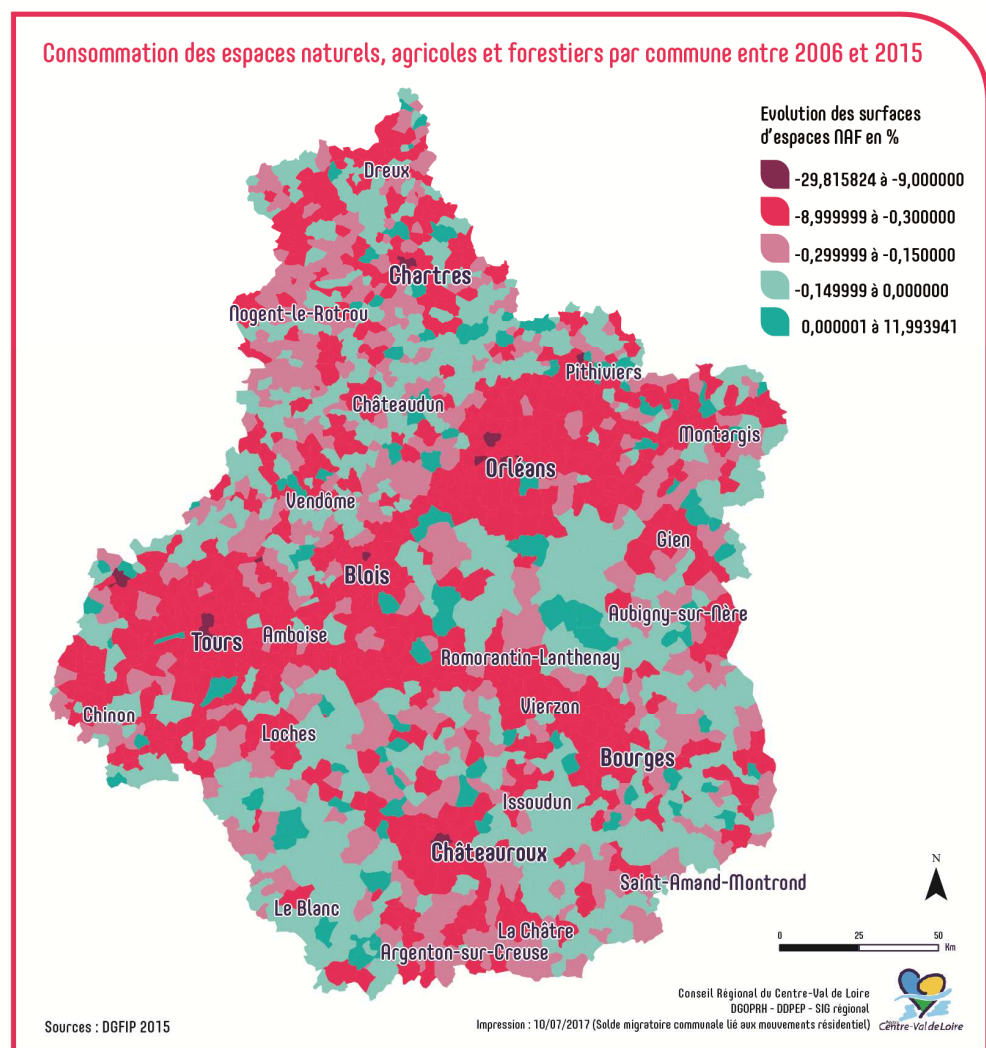 Consommation des espaces naturels, agricoles et forestiers par commune entre 2006 et 2015
Evolution des surfaces
d'espaces NAF en %
-29,815824 à -9,000000
-8,999999 à -0,300000
-0,299999 à -0,150000
-0,149999 à 0,000000
0,000001 à 11,993941
Dreux
Chartres
Nogent-le-Rotrou
Pithiviers
Châteaudun
Montargis
Orléans
Vendôme
Gien
Blois
Aubigny-sur-Nère
Tours
Amboise
Romorantin-Lanthenay
Chinon
Vierzon
Loches
Bourges
Issoudun
Châteauroux
Saint-Amand-Montrond
Le Blanc
La Châtre
Argenton-sur-Creuse
N
0 25 50
Km
Conseil Régional du Centre-Val de Loire
DGOPRH - DDPEP - SIG régional
Impression : 10/07/2017 (Solde migratoire communale lié aux mouvements résidentiel)
Centre-Val de Loire
Sources : DGFIP 2015